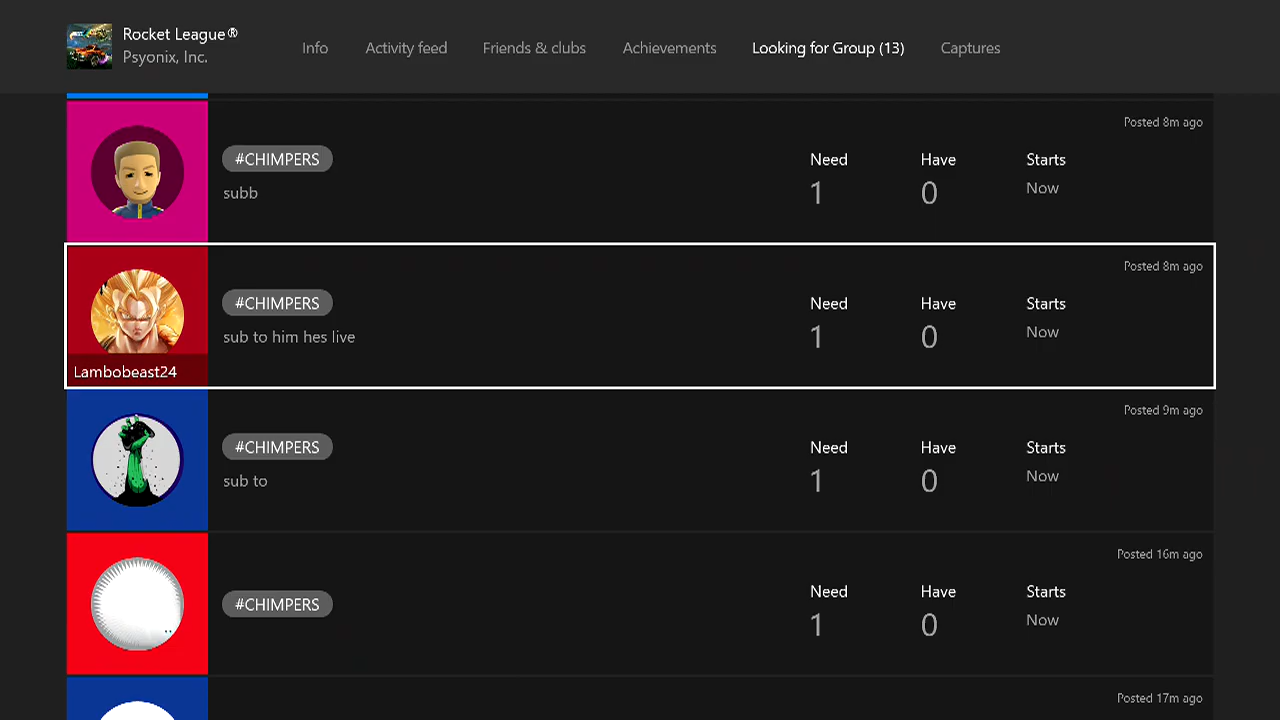 Rocket League®
Psyonix, Inc.
Info Activity feed Friends & clubs Achievements Looking for Group (13) Captures
Posted 8m ago
#CHIMPERS
subb
Need Have Starts
1 0 Now
Posted 8m ago
#CHIMPERS
sub to him hes live
Need Have Starts
1 0 Now
Lambobeast24
Posted 9m ago
#CHIMPERS
sub to
Need Have Starts
1 0 Now
Posted 16m ago
#CHIMPERS
Need Have Starts
1 0 Now
Posted 17m ago